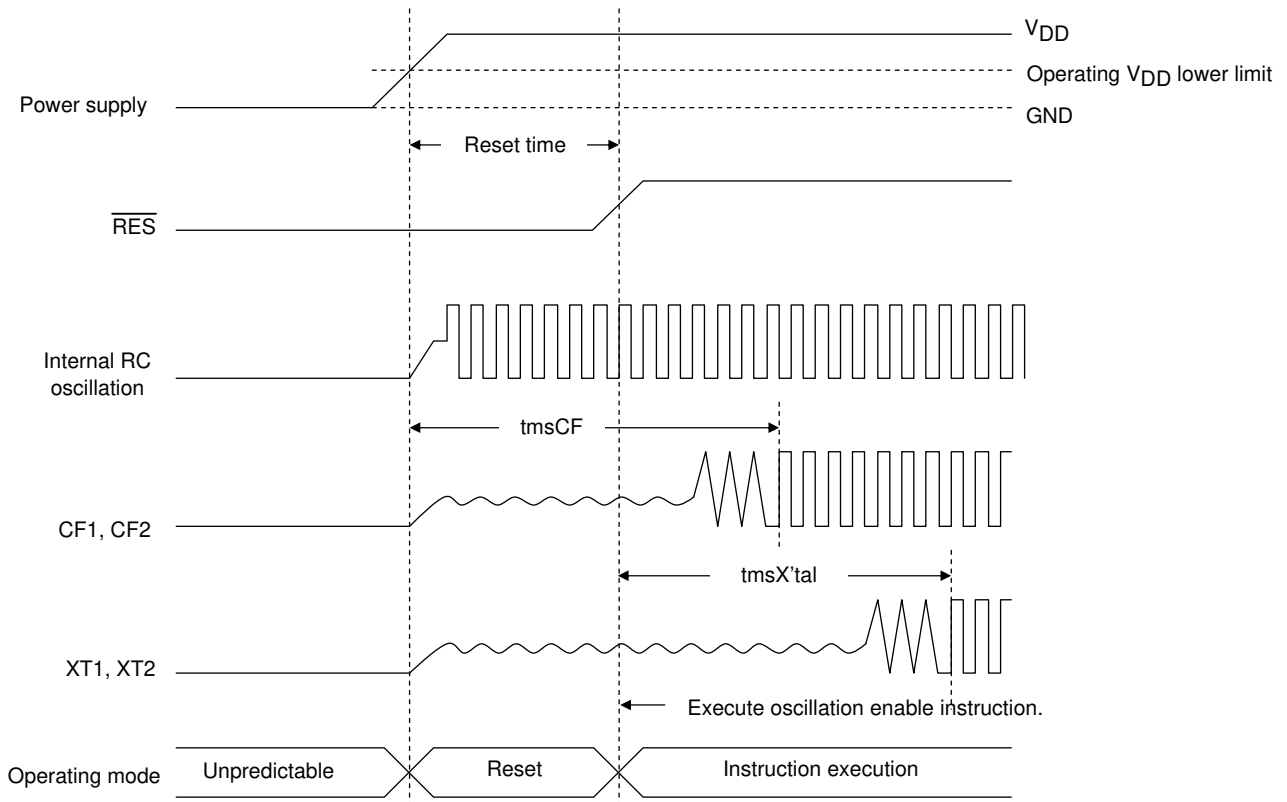 VDD
Operating VDD lower limit
Power supply
GND
Reset time
RES
Internal RC
oscillation
tmsCF
CF1, CF2
tmsX'tal
XT1, XT2
Execute oscillation enable instruction.
Operating mode
Unpredictable
Reset
Instruction execution